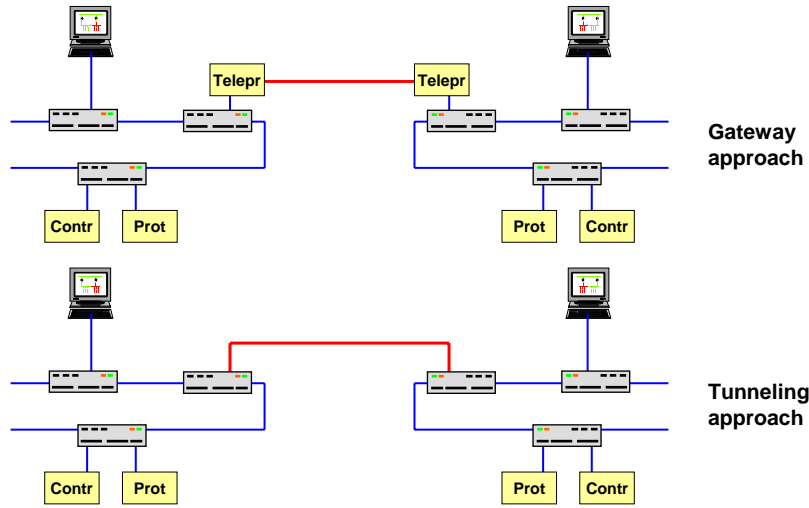 Telepr
Telepr
Gateway
approach
Contr
Prot
Prot
Contr
Tunneling
approach
Contr
Prot
Prot
Contr